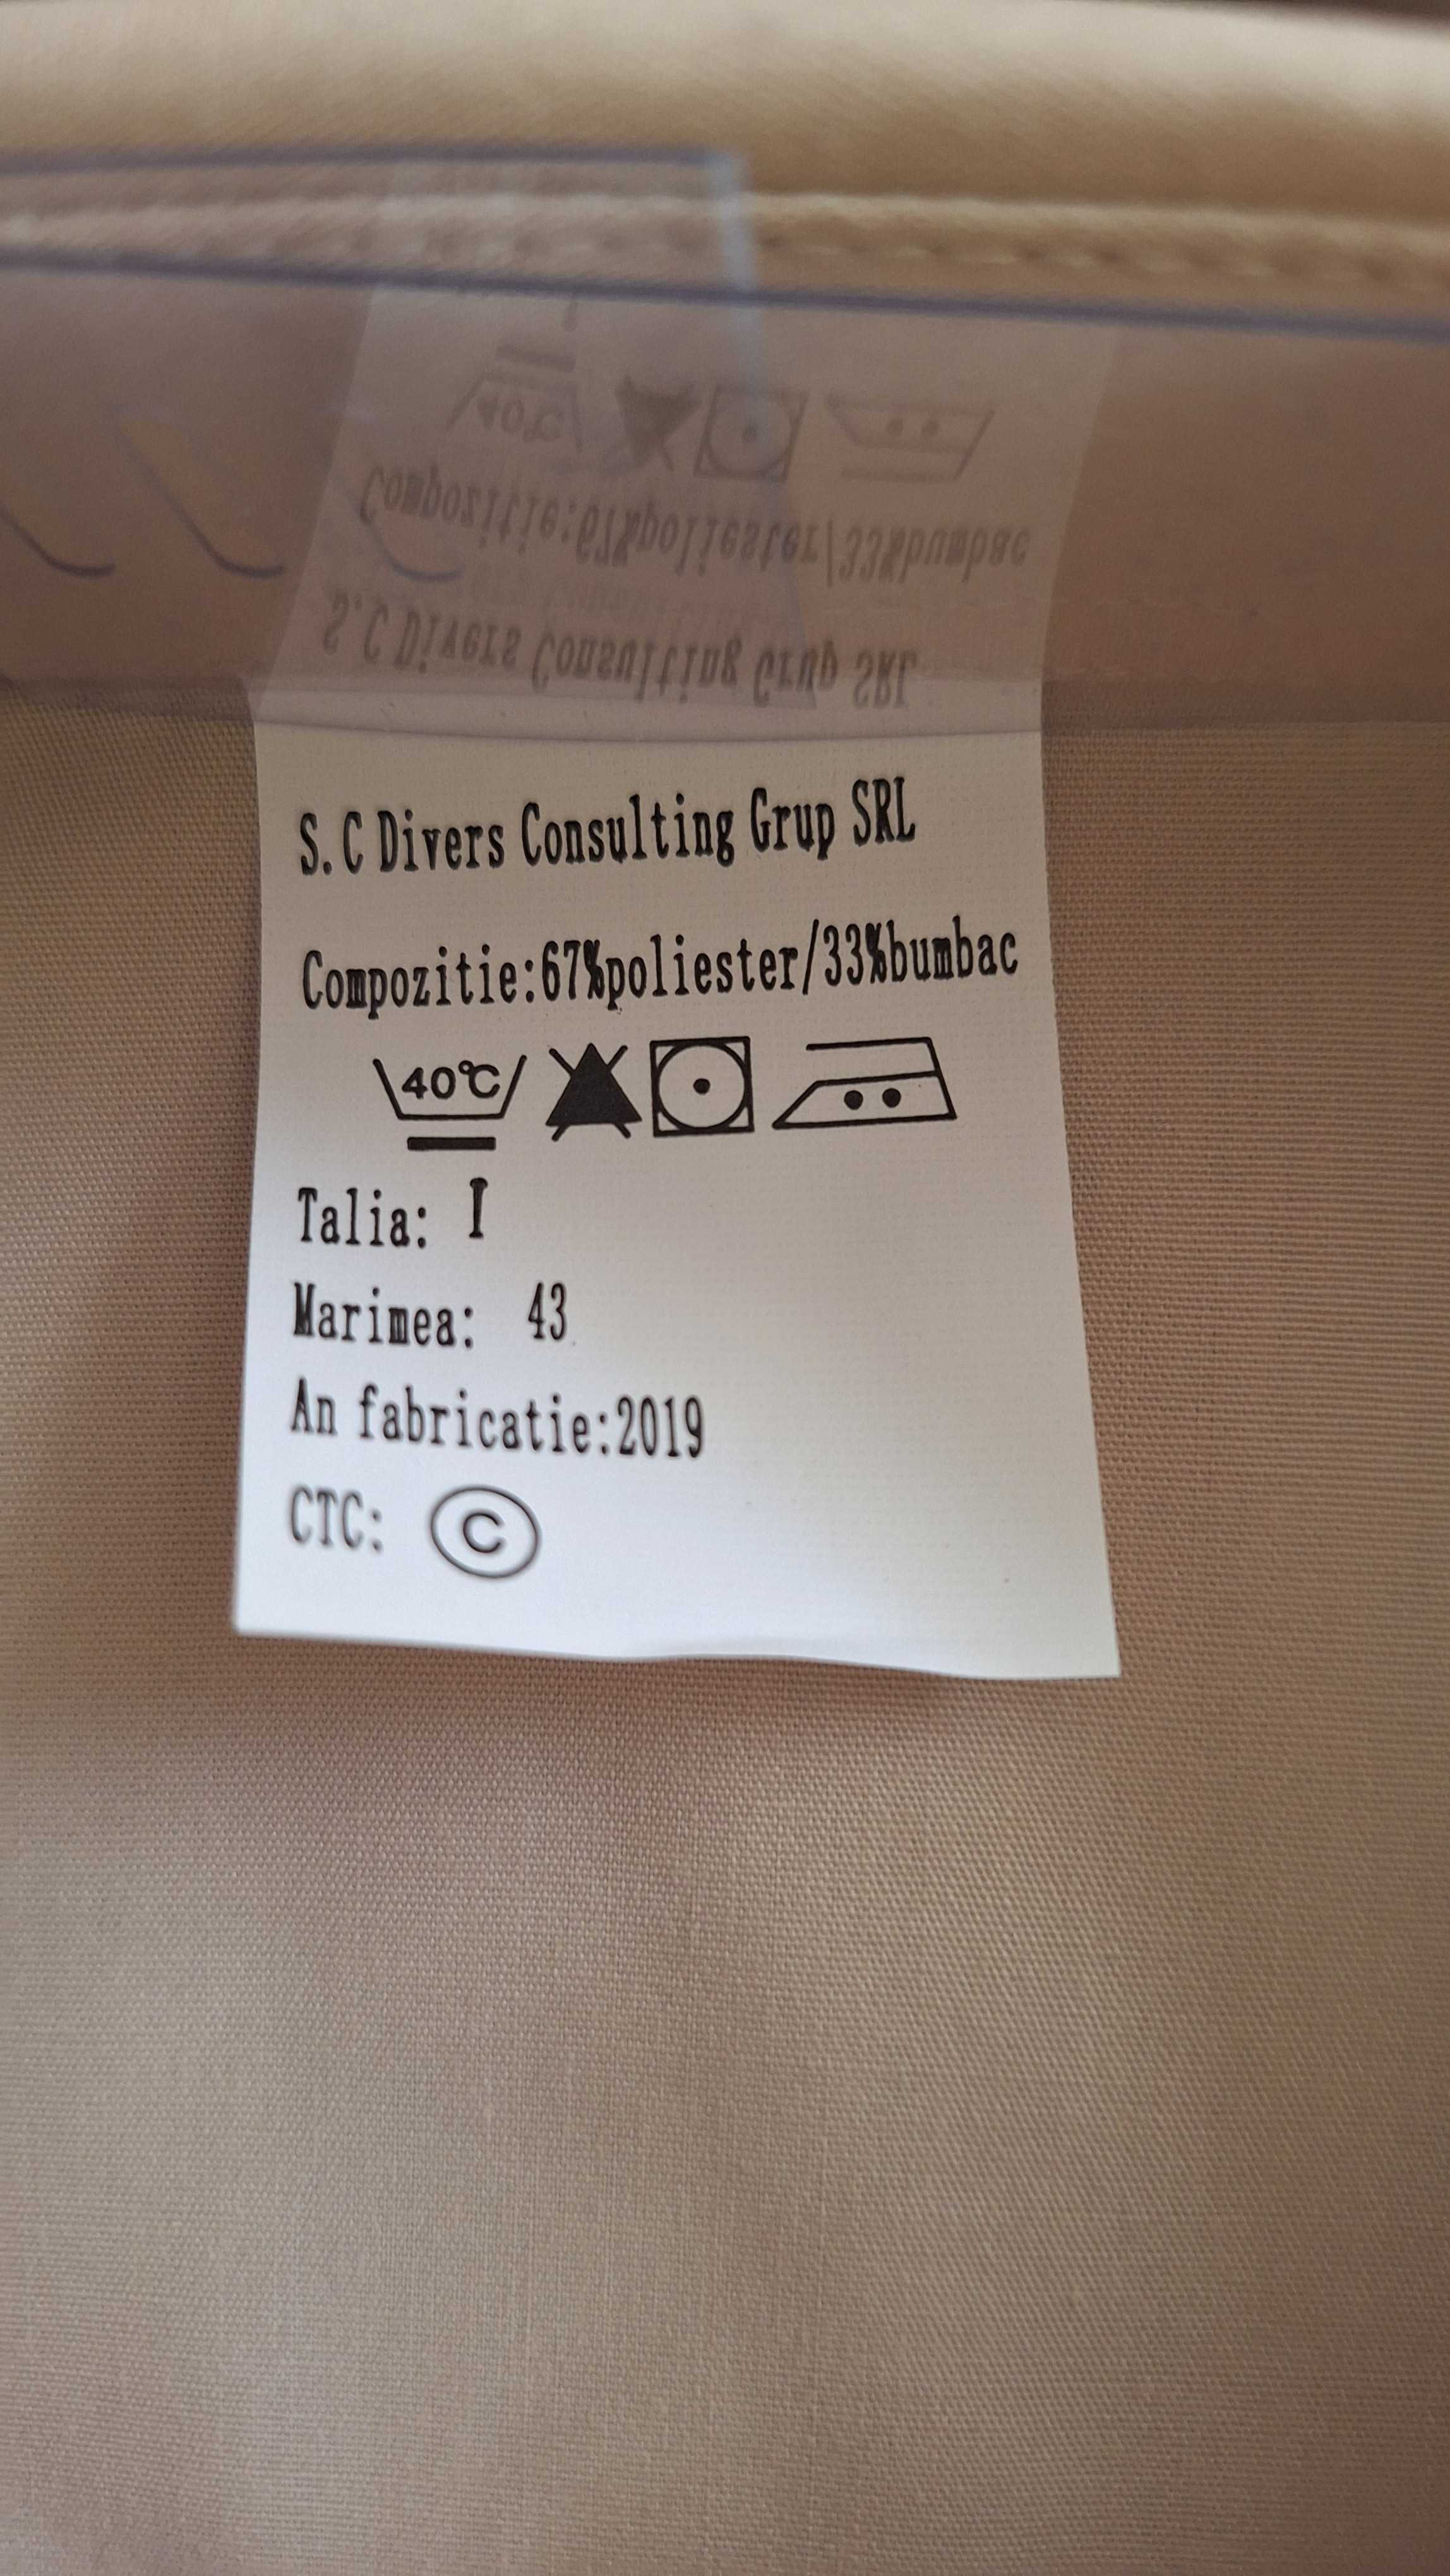 S.C Divers Consulting Grup SRL
Compozitie:67%poliester/33%bumbac
40℃
Talia: I
Marimea: 43
An fabricatie:2019
CTC: Ⓒ